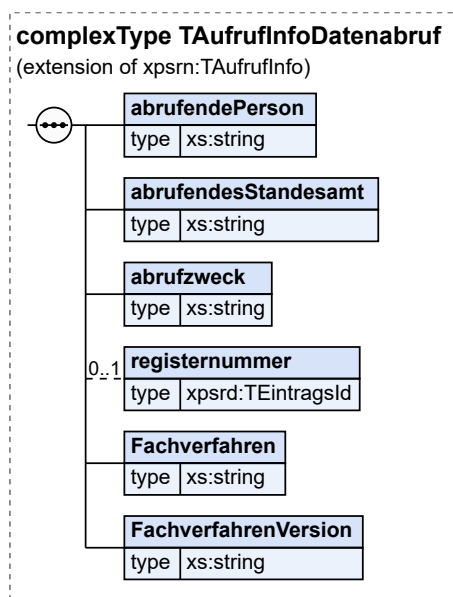 complexType TAufrufInfoDatenabruf
(extension of xpsrn:TAufrufInfo)
abrufendePerson
type xs:string
abrufendesStandesamt
type xs:string
abrufzweck
type xs:string
0..1 registernummer
type xpsrd:TEintragsId
Fachverfahren
type xs:string
FachverfahrenVersion
type xs:string